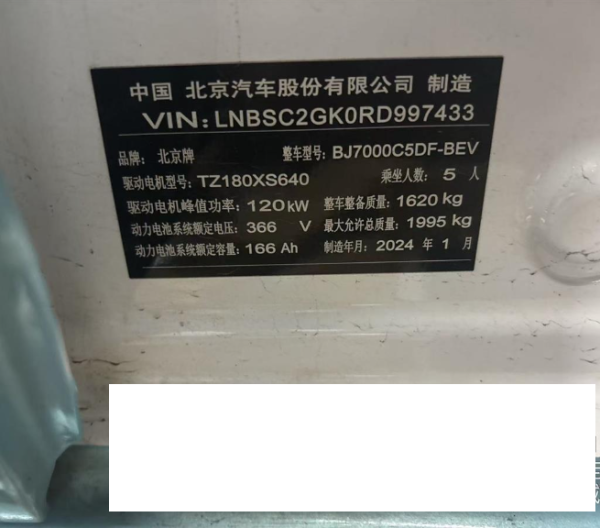 中国 北京汽车股份有限公司 制造
VIN: LNBSC2GK0RD997433
品牌: 北京牌 整车型号: BJ7000C5DF-BEV
驱动电机型号: TZ180XS640 乘坐人数: 5 人
驱动电机峰值功率: 120kW 整车整备质量: 1620 kg
动力电池系统额定电压: 366 V 最大允许总质量: 1995 kg
动力电池系统额定容量: 166 Ah 制造年月: 2024 年 1 月